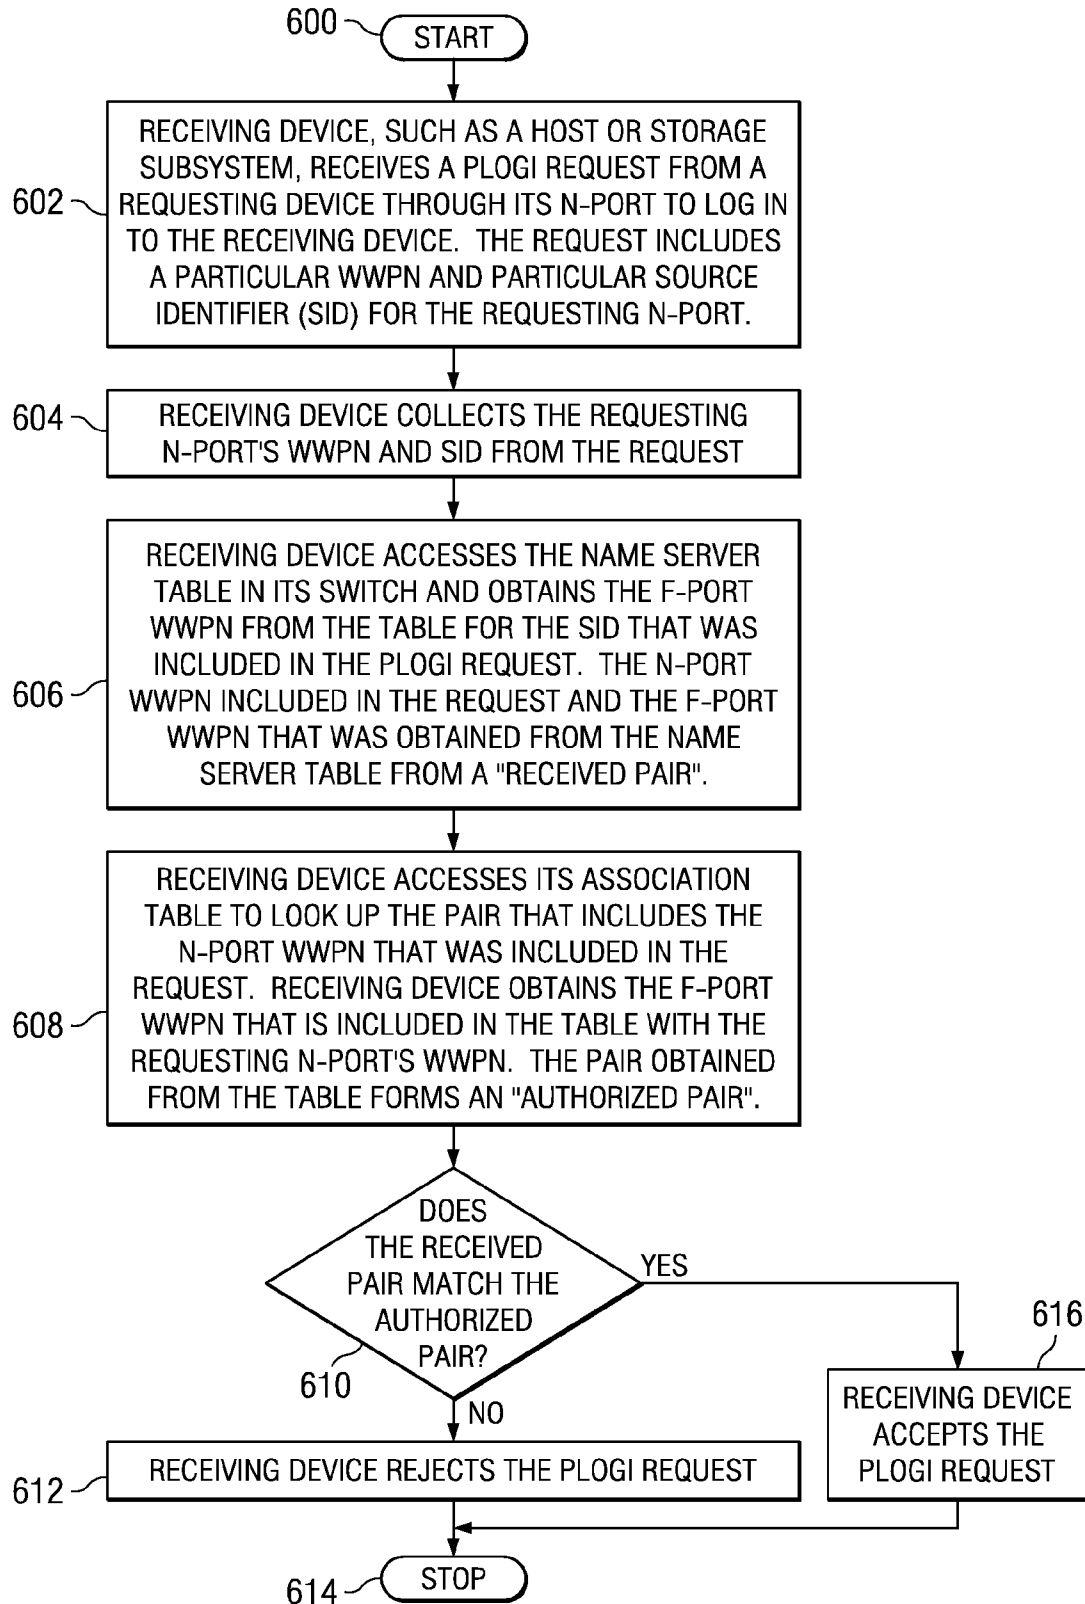 600
START
602
RECEIVING DEVICE, SUCH AS A HOST OR STORAGE
SUBSYSTEM, RECEIVES A PLOGI REQUEST FROM A
REQUESTING DEVICE THROUGH ITS N-PORT TO LOG IN
TO THE RECEIVING DEVICE. THE REQUEST INCLUDES
A PARTICULAR WWPN AND PARTICULAR SOURCE
IDENTIFIER (SID) FOR THE REQUESTING N-PORT.
604
RECEIVING DEVICE COLLECTS THE REQUESTING
N-PORT'S WWPN AND SID FROM THE REQUEST
606
RECEIVING DEVICE ACCESSES THE NAME SERVER
TABLE IN ITS SWITCH AND OBTAINS THE F-PORT
WWPN FROM THE TABLE FOR THE SID THAT WAS
INCLUDED IN THE PLOGI REQUEST. THE N-PORT
WWPN INCLUDED IN THE REQUEST AND THE F-PORT
WWPN THAT WAS OBTAINED FROM THE NAME
SERVER TABLE FROM A "RECEIVED PAIR".
608
RECEIVING DEVICE ACCESSES ITS ASSOCIATION
TABLE TO LOOK UP THE PAIR THAT INCLUDES THE
N-PORT WWPN THAT WAS INCLUDED IN THE
REQUEST. RECEIVING DEVICE OBTAINS THE F-PORT
WWPN THAT IS INCLUDED IN THE TABLE WITH THE
REQUESTING N-PORT'S WWPN. THE PAIR OBTAINED
FROM THE TABLE FORMS AN "AUTHORIZED PAIR".
DOES
THE RECEIVED
PAIR MATCH THE
AUTHORIZED
PAIR?
610
YES
NO
616
RECEIVING DEVICE
ACCEPTS THE
PLOGI REQUEST
612
RECEIVING DEVICE REJECTS THE PLOGI REQUEST
614
STOP